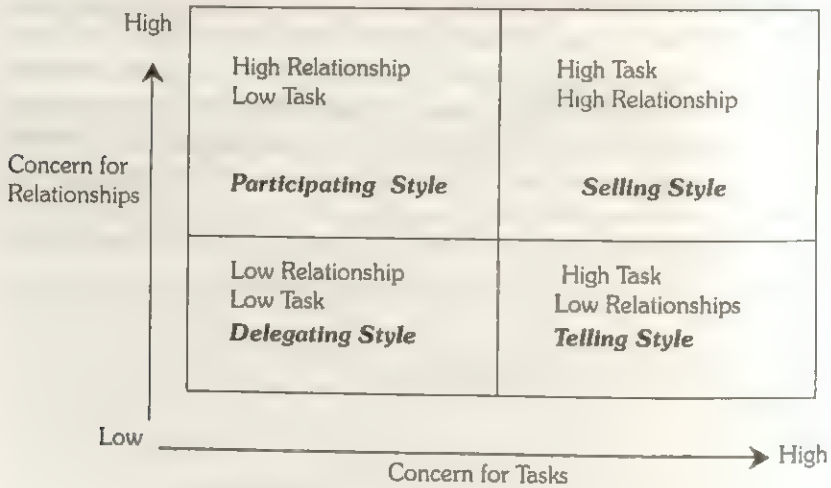 High
High Relationship
Low Task
Participating Style
High Task
High Relationship
Selling Style
Concern for
Relationships
Low Relationship
Low Task
Delegating Style
High Task
Low Relationships
Telling Style
Low
High
Concern for Tasks